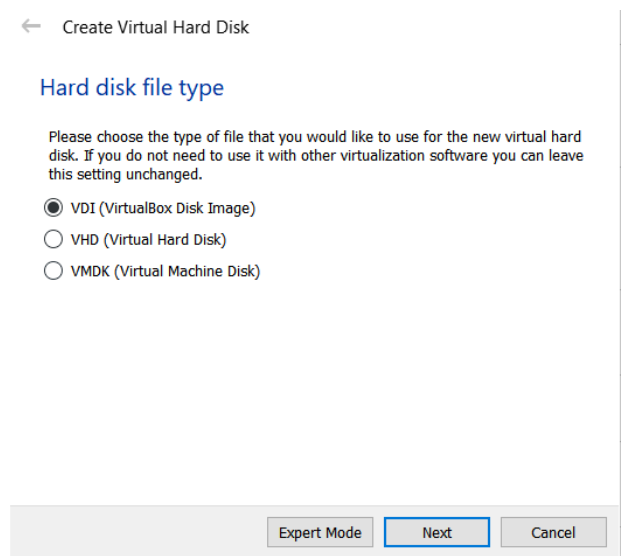 Create Virtual Hard Disk
Hard disk file type
Please choose the type of file that you would like to use for the new virtual hard
disk. If you do not need to use it with other virtualization software you can leave
this setting unchanged.
VDI (VirtualBox Disk Image)
VHD (Virtual Hard Disk)
VMDK (Virtual Machine Disk)
Expert Mode Next Cancel